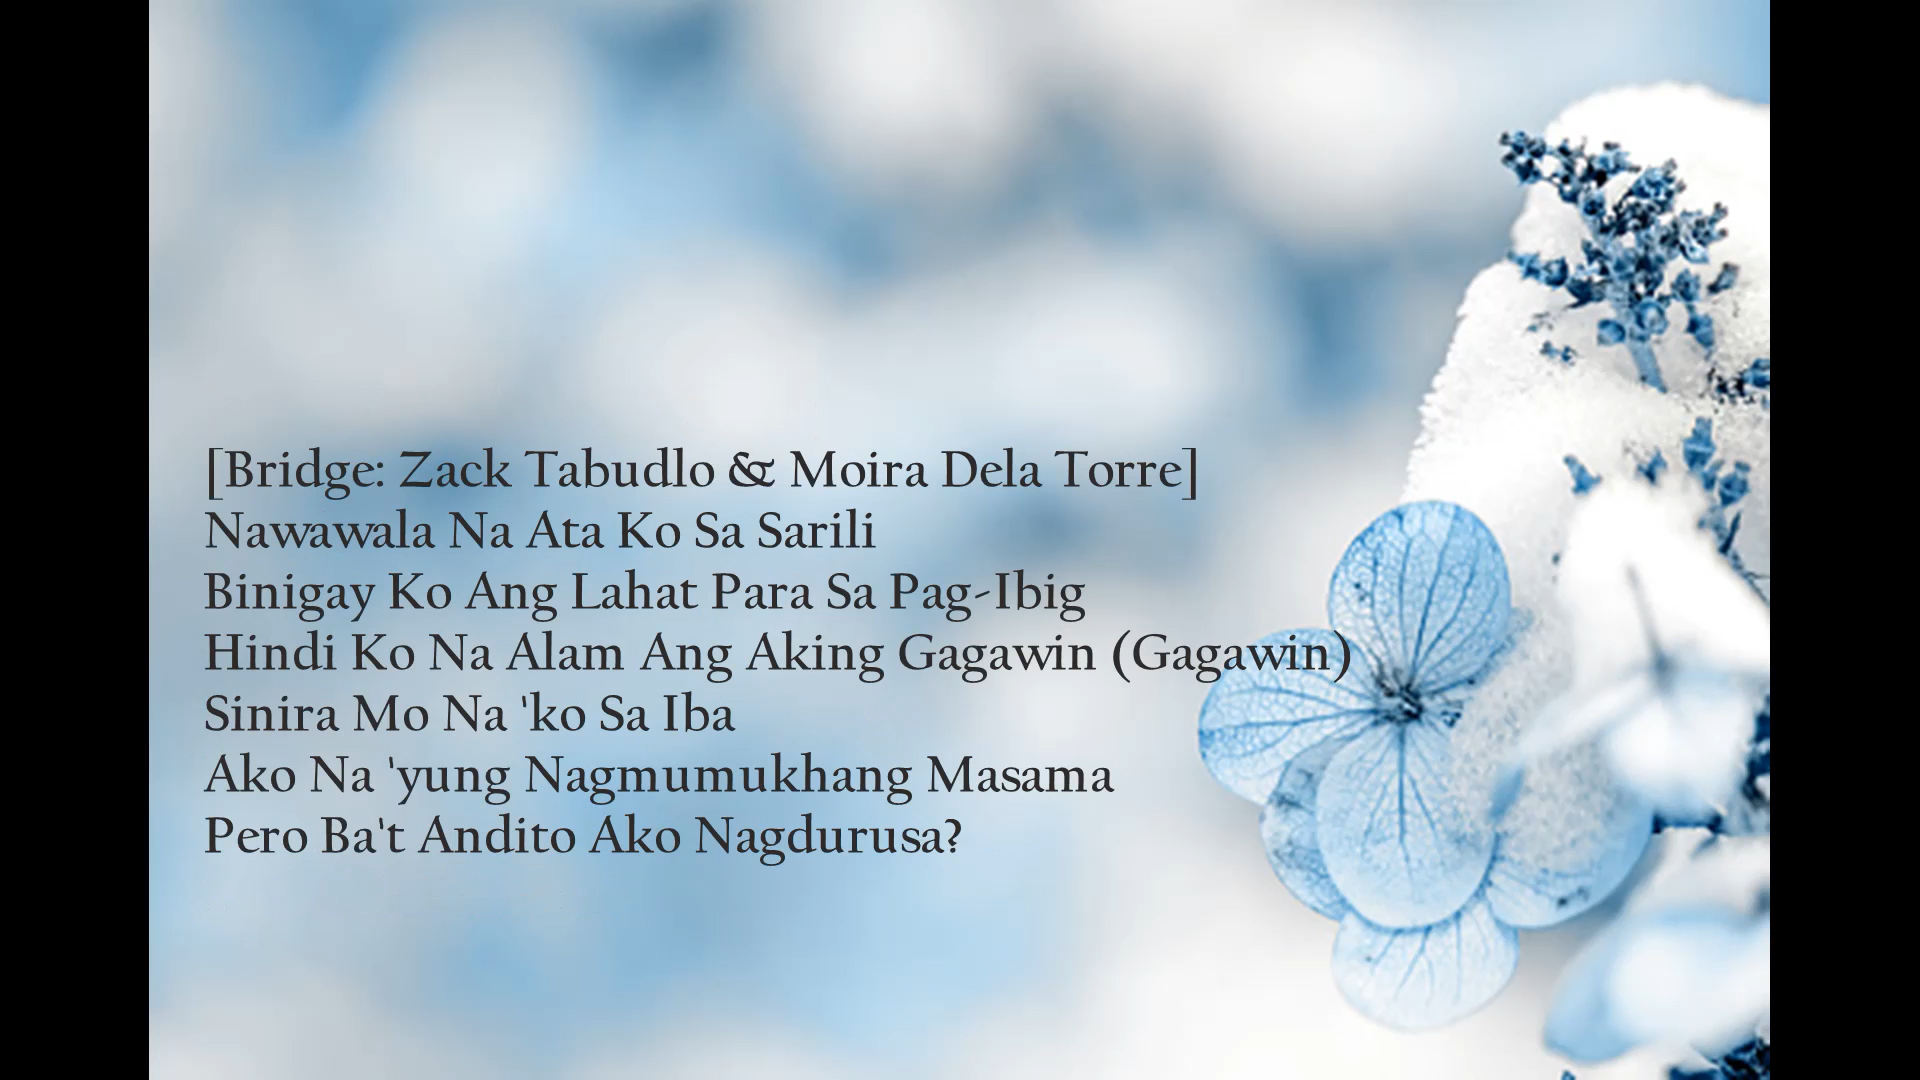 [Bridge: Zack Tabudlo & Moira Dela Torre]
Nawawala Na Ata Ko Sa Sarili
Binigay Ko Ang Lahat Para Sa Pag-Ibig
Hindi Ko Na Alam Ang Aking Gagawin (Gagawin)
Sinira Mo Na 'ko Sa Iba
Ako Na 'yung Nagmumukhang Masama
Pero Ba't Andito Ako Nagdurusa?